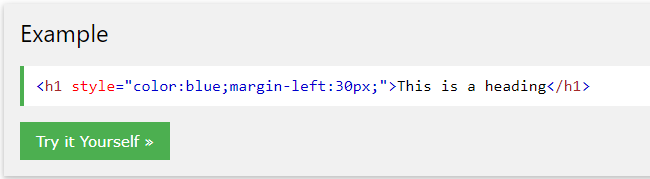 Example
<h1 style="color:blue;margin-left:30px;">This is a heading</h1>
Try it Yourself »